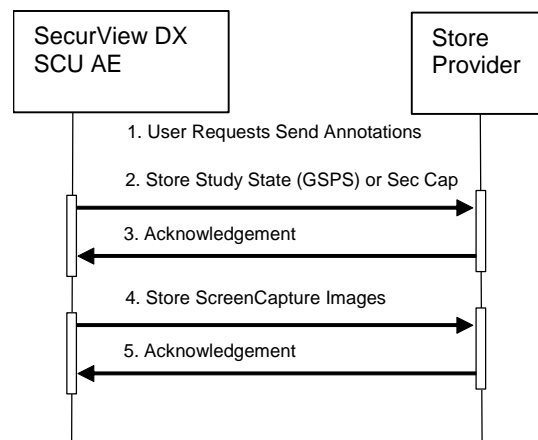 SecurView DX
SCU AE
Store
Provider
1. User Requests Send Annotations
2. Store Study State (GSPS) or Sec Cap
3. Acknowledgement
4. Store ScreenCapture Images
5. Acknowledgement